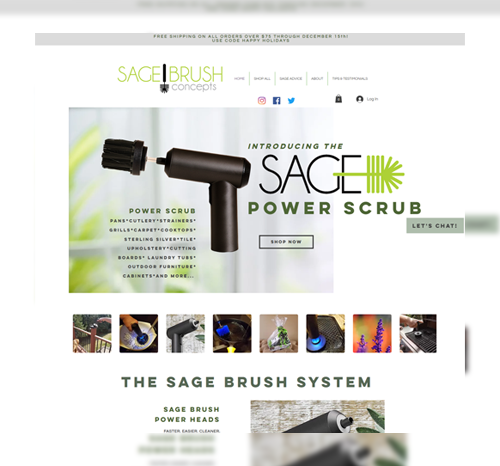 FREE SHIPPING ON ALL ORDERS OVER $75 THROUGH DECEMBER 15TH!
USE CODE HAPPY HOLIDAYS
SAGE BRUSH
concepts
HOME
SHOP ALL
SAGE ADVICE
ABOUT
TIPS & TESTIMONIALS
Log In
INTRODUCING THE
SAGE
POWER SCRUB
LET'S CHAT!
SHOP NOW
POWER SCRUB
PANS*CUTLERY*STRAINERS*
GRILLS*CARPET*COOKTOPS*
STERLING SILVER*TILE*
UPHOLSTERY*CUTTING
BOARDS* LAUNDRY TUBS*
OUTDOOR FURNITURE*
CABINETS*AND MORE...
THE SAGE BRUSH SYSTEM
SAGE BRUSH
POWER HEADS
FASTER. EASIER. CLEANER.